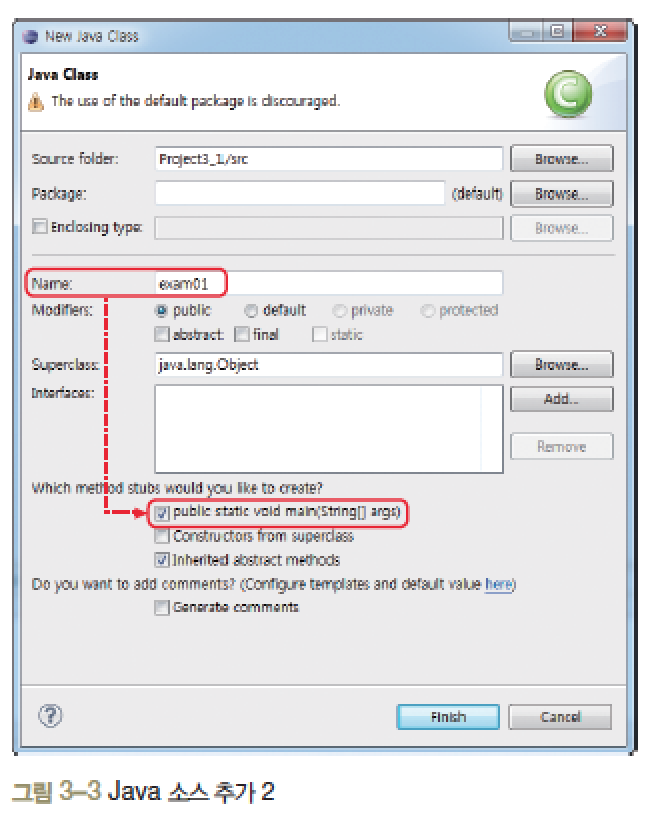 New Java Class
Java Class
The use of the default package is discouraged.
Source folder: Project3_1/src Browse...
Package: (default) Browse...
Enclosing type: Browse...
Name: exam01
Modifiers: public default private protected
abstract final static
Superclass: java.lang.Object Browse...
Interfaces: Add...
Remove
Which method stubs would you like to create?
public static void main(String[] args)
Constructors from superclass
Inherited abstract methods
Do you want to add comments? (Configure templates and default value here)
Generate comments
Finish Cancel
그림 3-3 Java 소스 추가 2